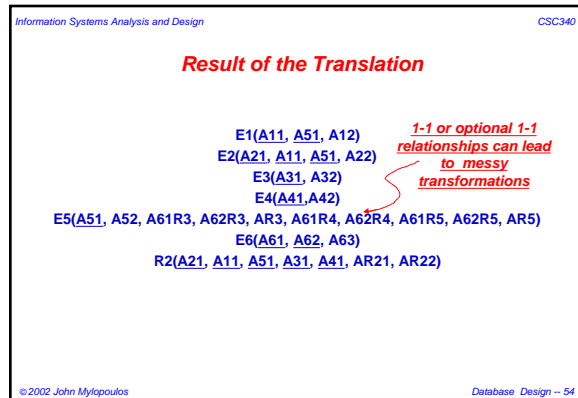 Information Systems Analysis and Design CSC340
Result of the Translation
E1(A11, A51, A12)
E2(A21, A11, A51, A22)
E3(A31, A32)
E4(A41,A42)
E5(A51, A52, A61R3, A62R3, AR3, A61R4, A62R4, A61R5, A62R5, AR5)
E6(A61, A62, A63)
R2(A21, A11, A51, A31, A41, AR21, AR22)
1-1 or optional 1-1
relationships can lead
to messy
transformations
©2002 John Mylopoulos Database Design -- 54